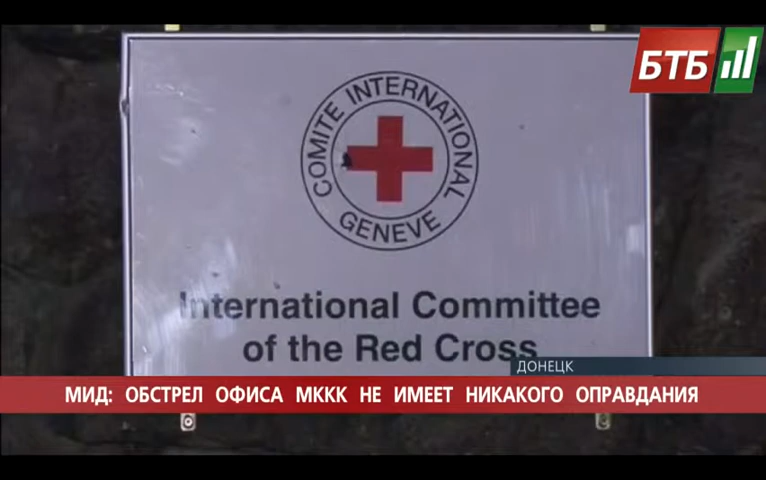 БТБ
COMITE INTERNATIONAL
GENEVE
International Committee
of the Red Cross
ДОНЕЦК
МИД: ОБСТРЕЛ ОФИСА МККК НЕ ИМЕЕТ НИКАКОГО ОПРАВДАНИЯ